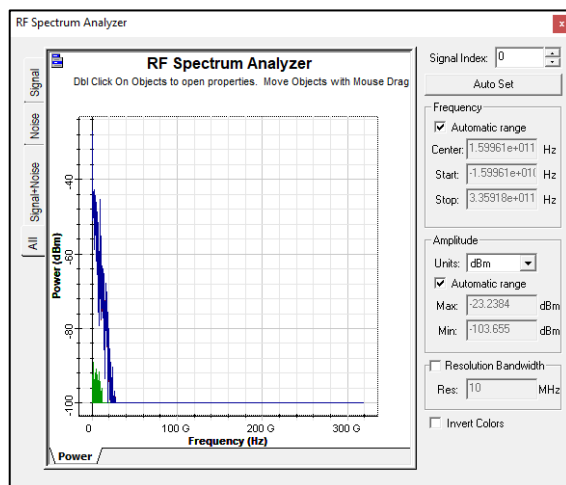 RF Spectrum Analyzer
x
Signal
Noise
Signal+Noise
All
RF Spectrum Analyzer
Dbl Click On Objects to open properties. Move Objects with Mouse Drag
Power (dBm)
-40
-60
-80
-100
0
100 G
200 G
300 G
Frequency (Hz)
Power
Signal Index: 0
Auto Set
Frequency
Automatic range
Center: 1.59961e+011 Hz
Start: -1.59961e+010 Hz
Stop: 3.35918e+011 Hz
Amplitude
Units: dBm
Automatic range
Max: -23.2384 dBm
Min: -103.655 dBm
Resolution Bandwidth
Res: 10 MHz
Invert Colors